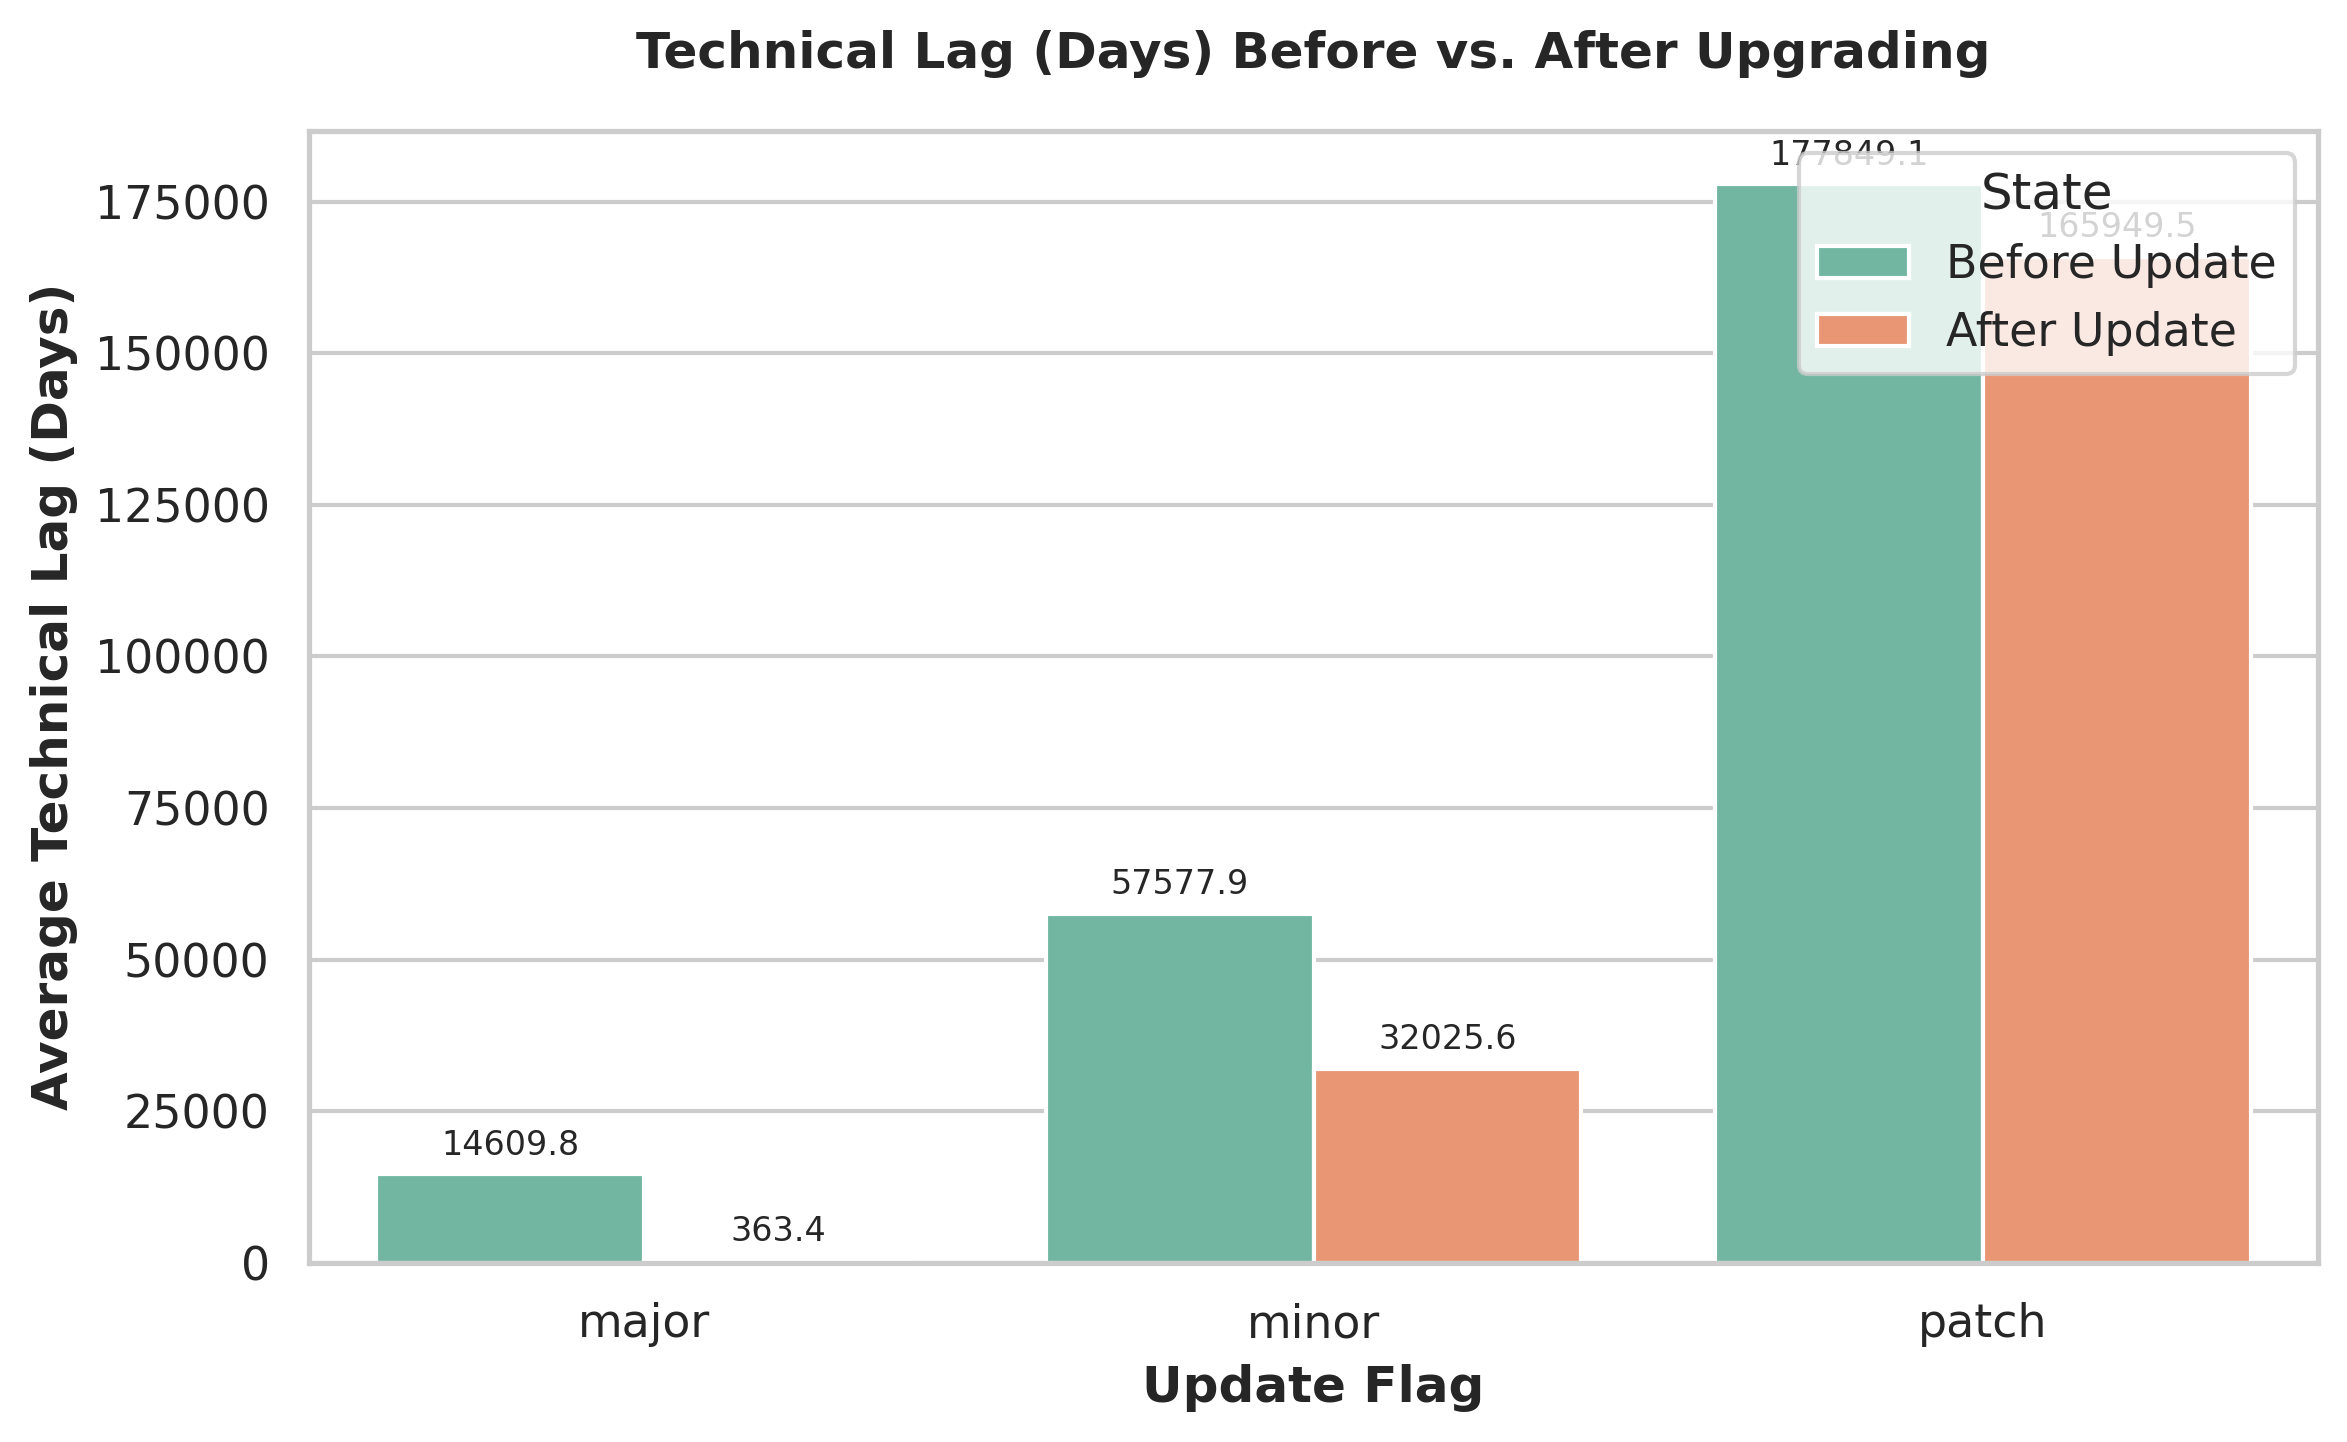 Technical Lag (Days) Before vs. After Upgrading
Average Technical Lag (Days)
175000
150000
125000
100000
75000
50000
25000
0
177849.1
165949.5
State
Before Update
After Update
57577.9
32025.6
14609.8
363.4
major
minor
patch
Update Flag